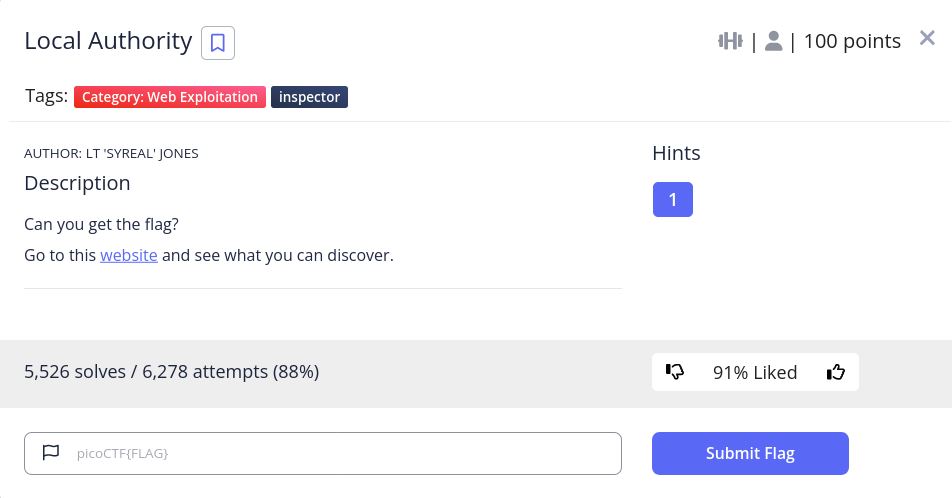 Local Authority
| | 100 points
Tags: Category: Web Exploitation inspector
AUTHOR: LT 'SYREAL' JONES
Hints
Description
1
Can you get the flag?
Go to this website and see what you can discover.
5,526 solves / 6,278 attempts (88%)
91% Liked
picoCTF{FLAG}
Submit Flag